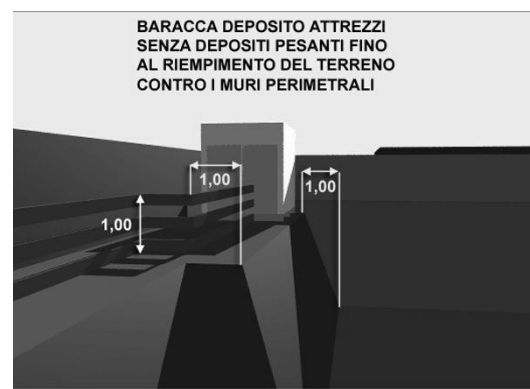 BARACCA DEPOSITO ATTREZZI
SENZA DEPOSITI PESANTI FINO
AL RIEMPIMENTO DEL TERRENO
CONTRO I MURI PERIMETRALI
1,00
1,00
1,00